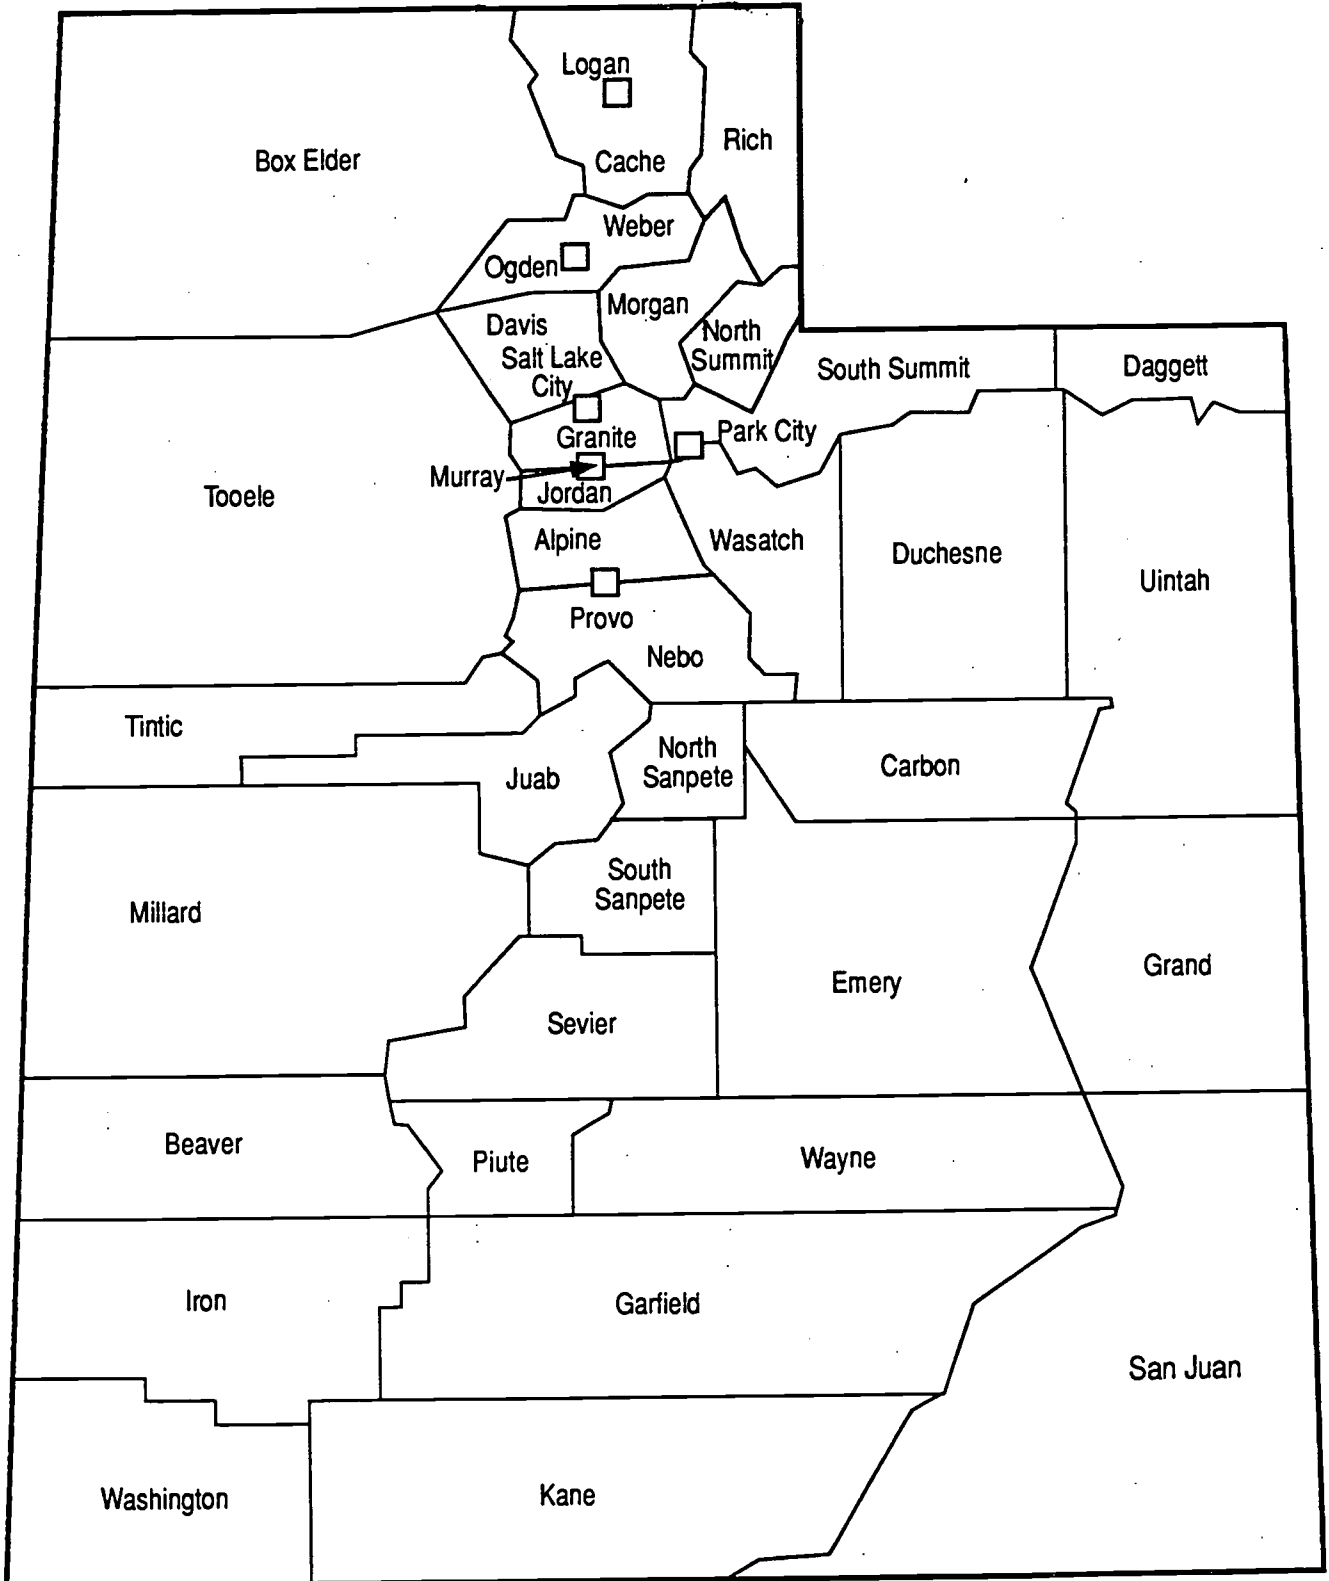 Logan
Rich
Box Elder
Cache
Weber
Ogden
Morgan
Davis
North
Summit
Salt Lake
City
South Summit
Daggett
Park City
Granite
Murray
Jordan
Tooele
Alpine
Wasatch
Duchesne
Uintah
Provo
Nebo
Tintic
North
Sanpete
Juab
Carbon
South
Sanpete
Millard
Emery
Grand
Sevier
Beaver
Piute
Wayne
Iron
Garfield
San Juan
Washington
Kane